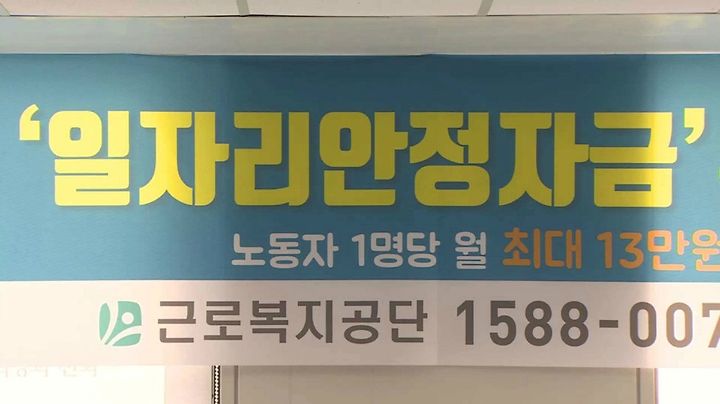 ‘일자리안정자금’
노동자 1명당 월 최대 13만원
근로복지공단 1588-007